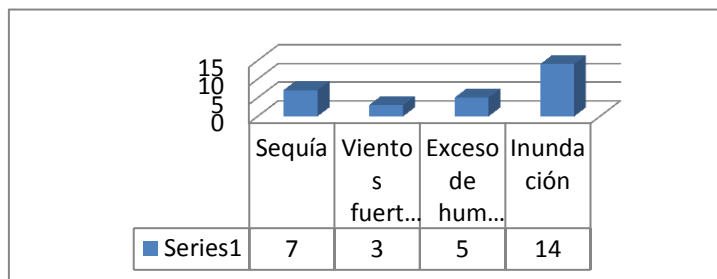 15
10
5
0
Sequía
Viento
s
fuert...
Exceso
de
hum...
Inunda
ción
Series1 7 3 5 14